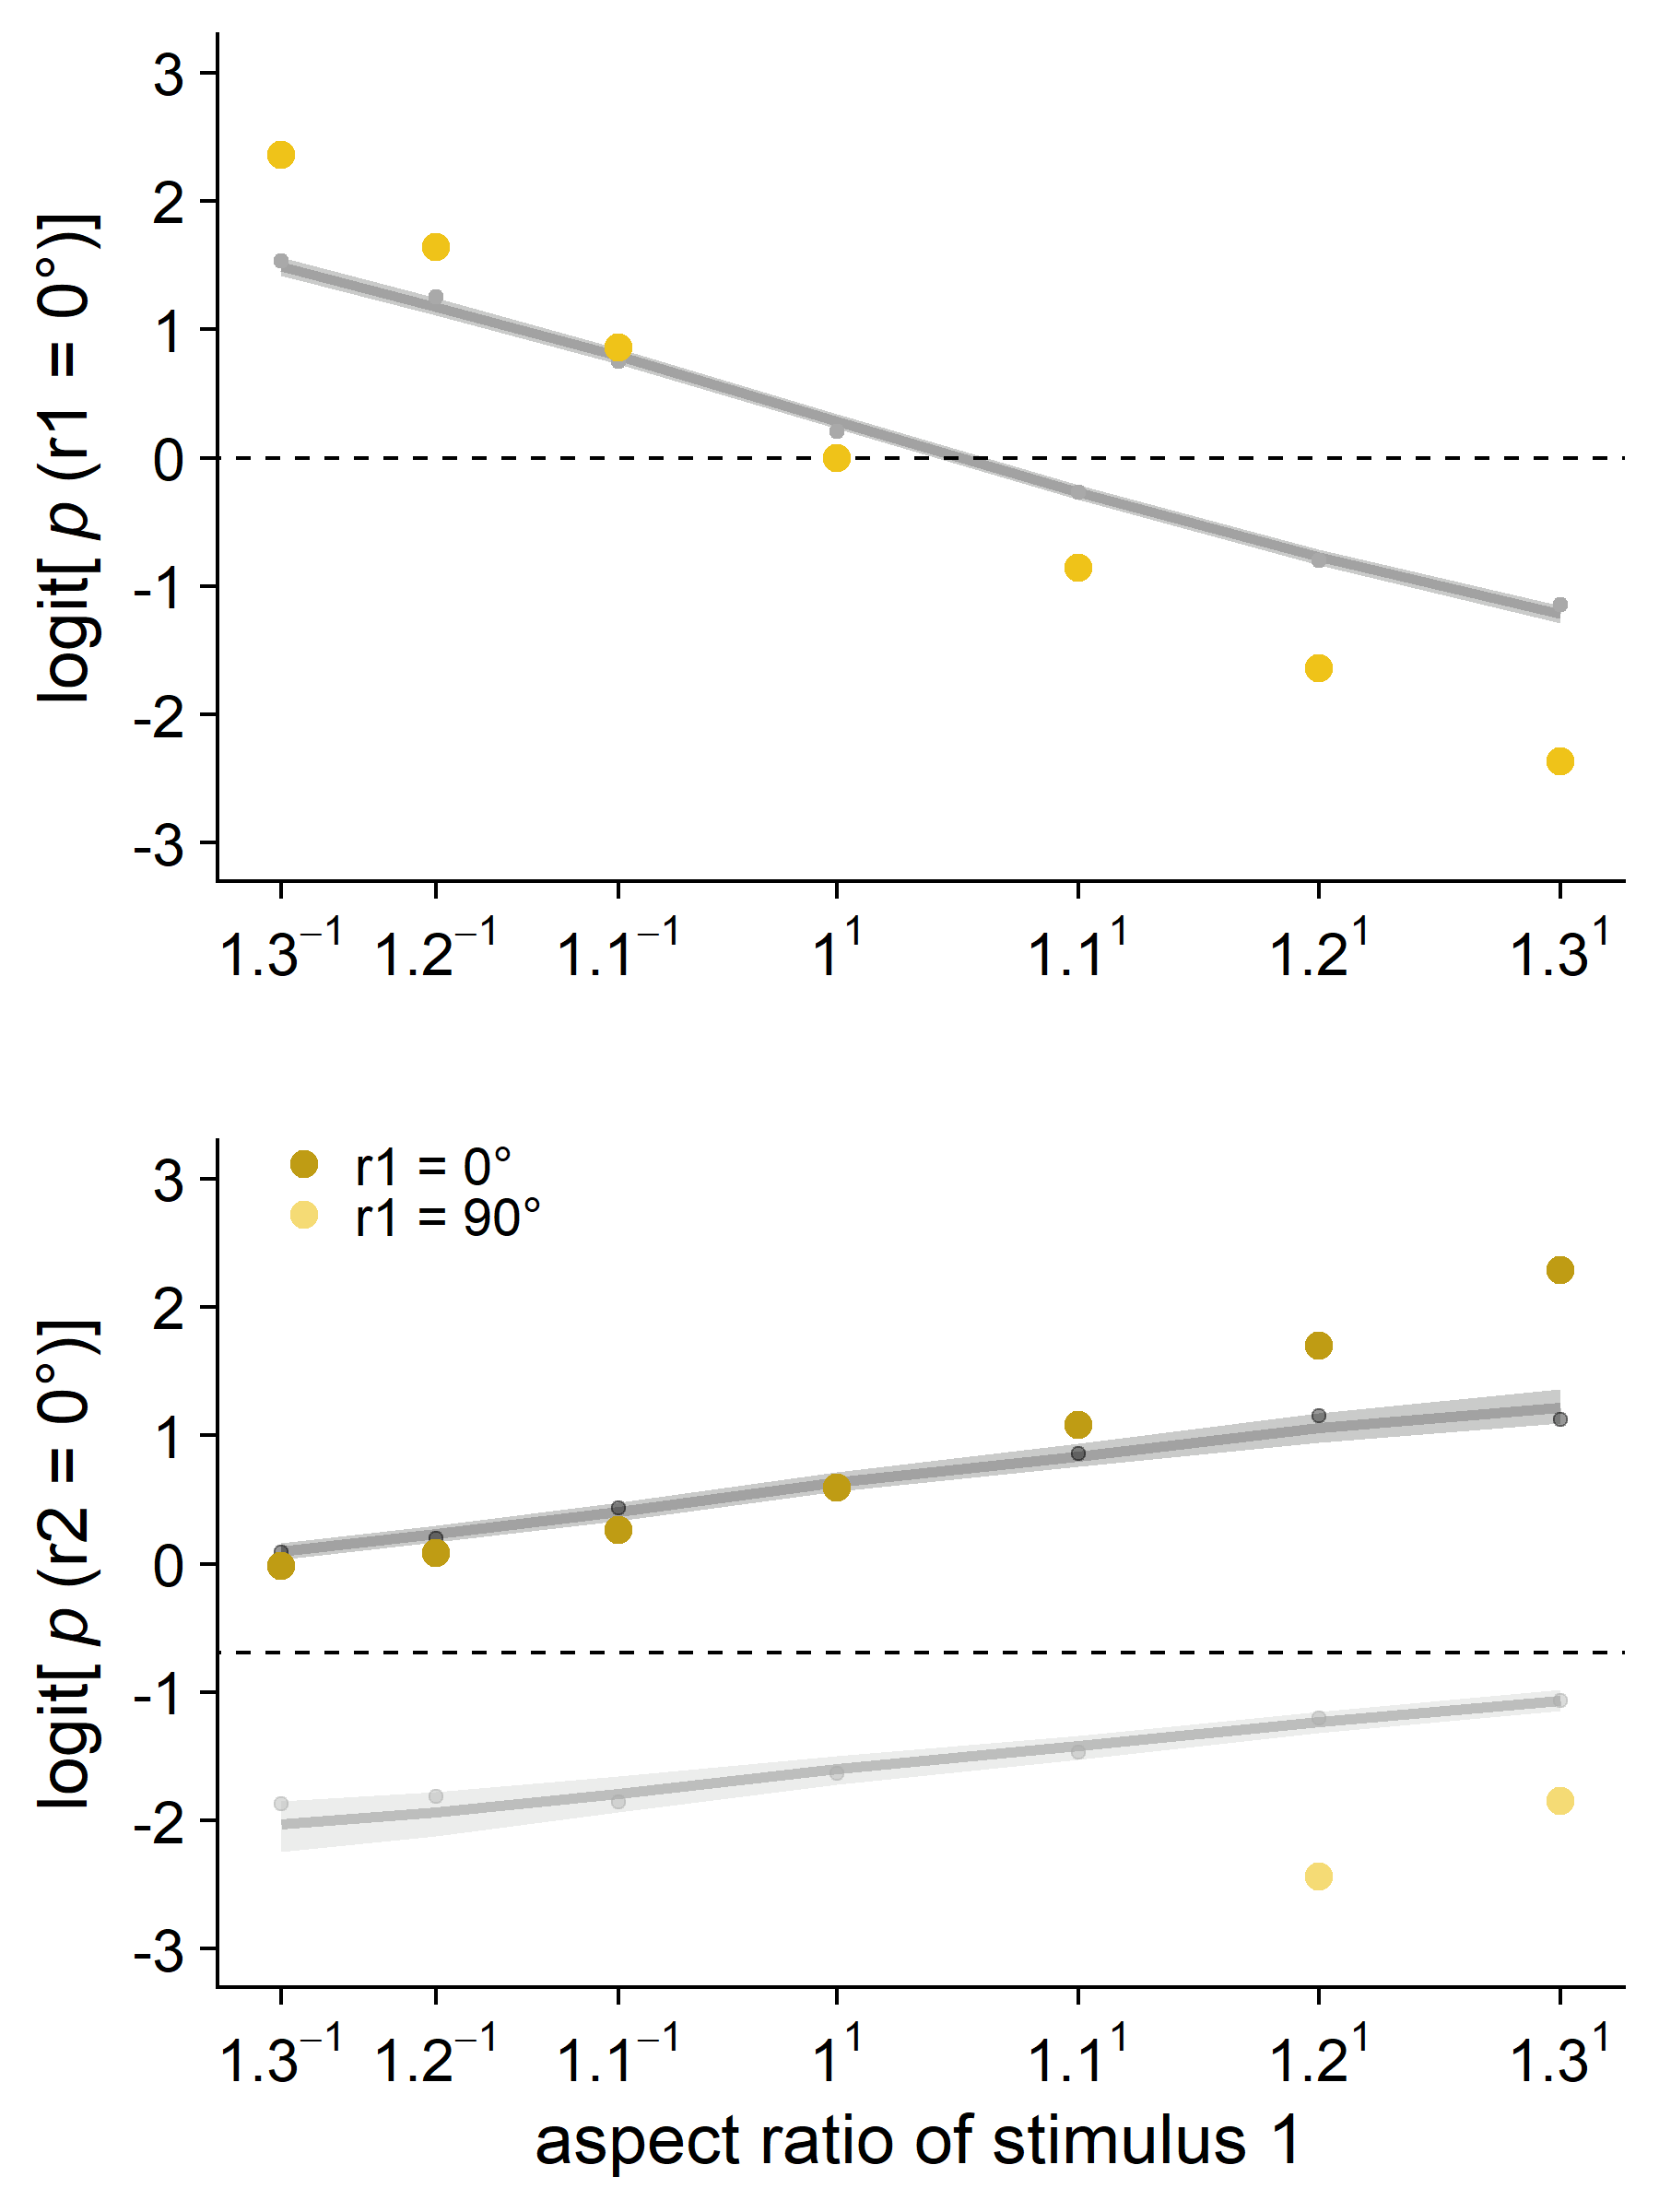 logit[ p (r1 = 0°)]
3
2
1
0
-1
-2
-3
1.3⁻¹ 1.2⁻¹ 1.1⁻¹ 1¹ 1.1¹ 1.2¹ 1.3¹
r1 = 0°
r1 = 90°
logit[ p (r2 = 0°)]
3
2
1
0
-1
-2
-3
1.3⁻¹ 1.2⁻¹ 1.1⁻¹ 1¹ 1.1¹ 1.2¹ 1.3¹
aspect ratio of stimulus 1